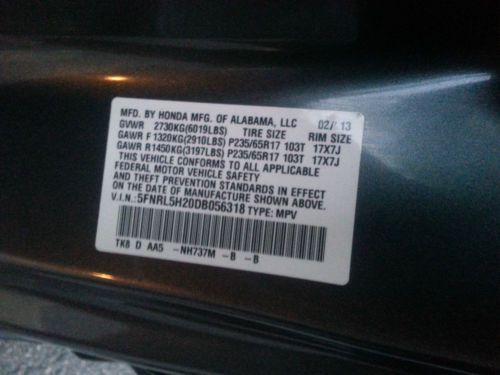 MFD. BY HONDA MFG. OF ALABAMA, LLC 02/13
GVWR 2730KG(6019LBS) TIRE SIZE RIM SIZE
GAWR F 1320KG(2910LBS) P235/65R17 103T 17X7J
GAWR R1450KG(3197LBS) P235/65R17 103T 17X7J
THIS VEHICLE CONFORMS TO ALL APPLICABLE
FEDERAL MOTOR VEHICLE SAFETY
AND THEFT PREVENTION STANDARDS IN EFFECT
ON THE DATE OF MANUFACTURE SHOWN ABOVE.
V.I.N.: 5FNRL5H20DB056318 TYPE: MPV
TK8 D AA5 -NH737M -B -B